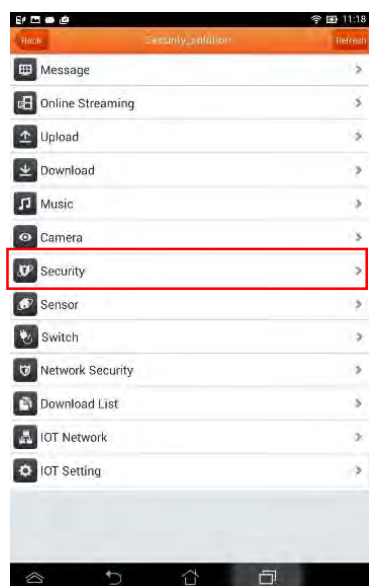 11:18
Back Security_solution Refresh
Message
Online Streaming
Upload
Download
Music
Camera
Security
Sensor
Switch
Network Security
Download List
IOT Network
IOT Setting